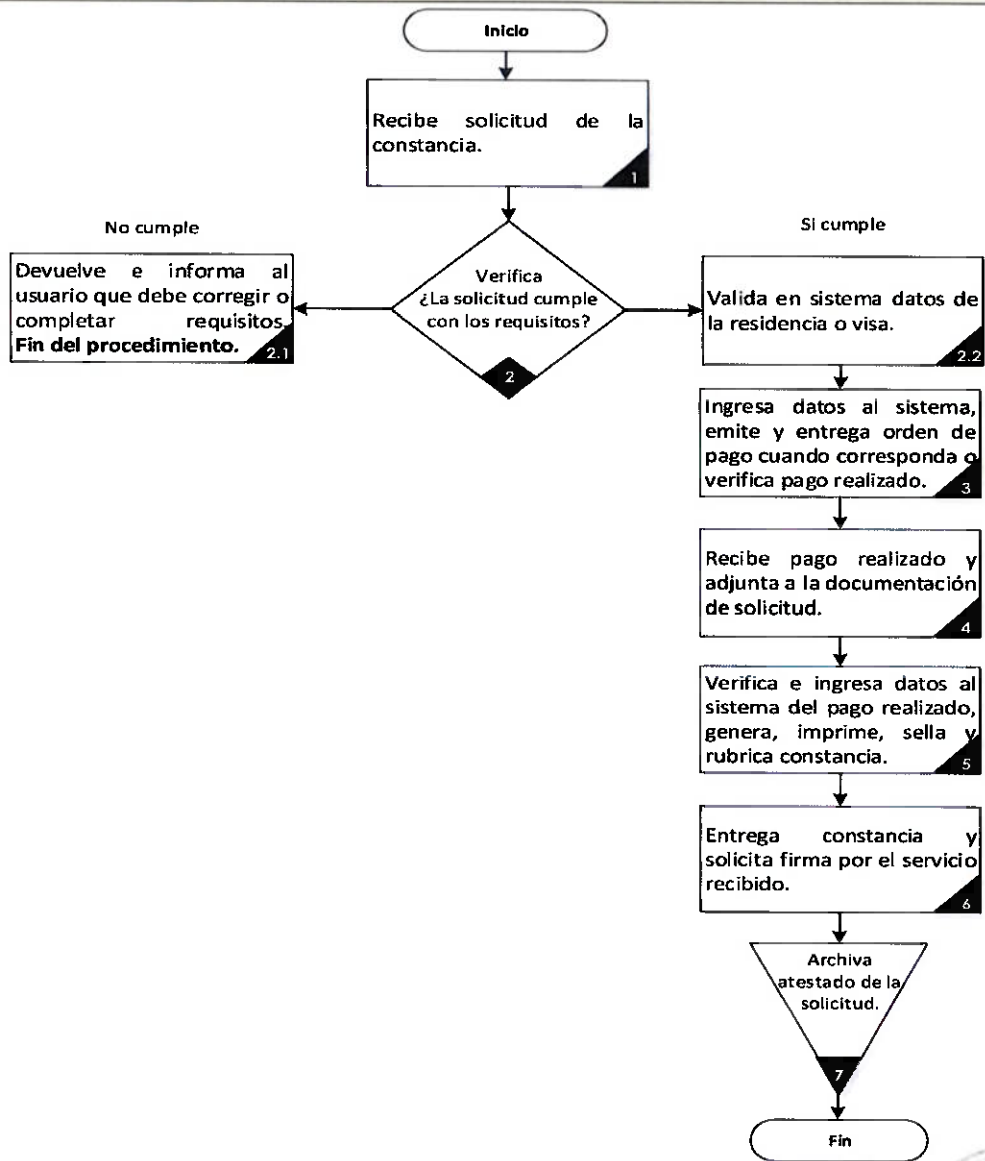 Inicio
Recibe solicitud de la
constancia.
1
No cumple
Si cumple
Devuelve e informa al
usuario que debe corregir o
completar requisitos.
Fin del procedimiento.
2.1
Verifica
¿La solicitud cumple
con los requisitos?
2
Valida en sistema datos de
la residencia o visa.
2.2
Ingresa datos al sistema,
emite y entrega orden de
pago cuando corresponda o
verifica pago realizado.
3
Recibe pago realizado y
adjunta a la documentación
de solicitud.
4
Verifica e ingresa datos al
sistema del pago realizado,
genera, imprime, sella y
rubrica constancia.
5
Entrega constancia y
solicita firma por el servicio
recibido.
6
Archiva
atestado de la
solicitud.
7
Fin